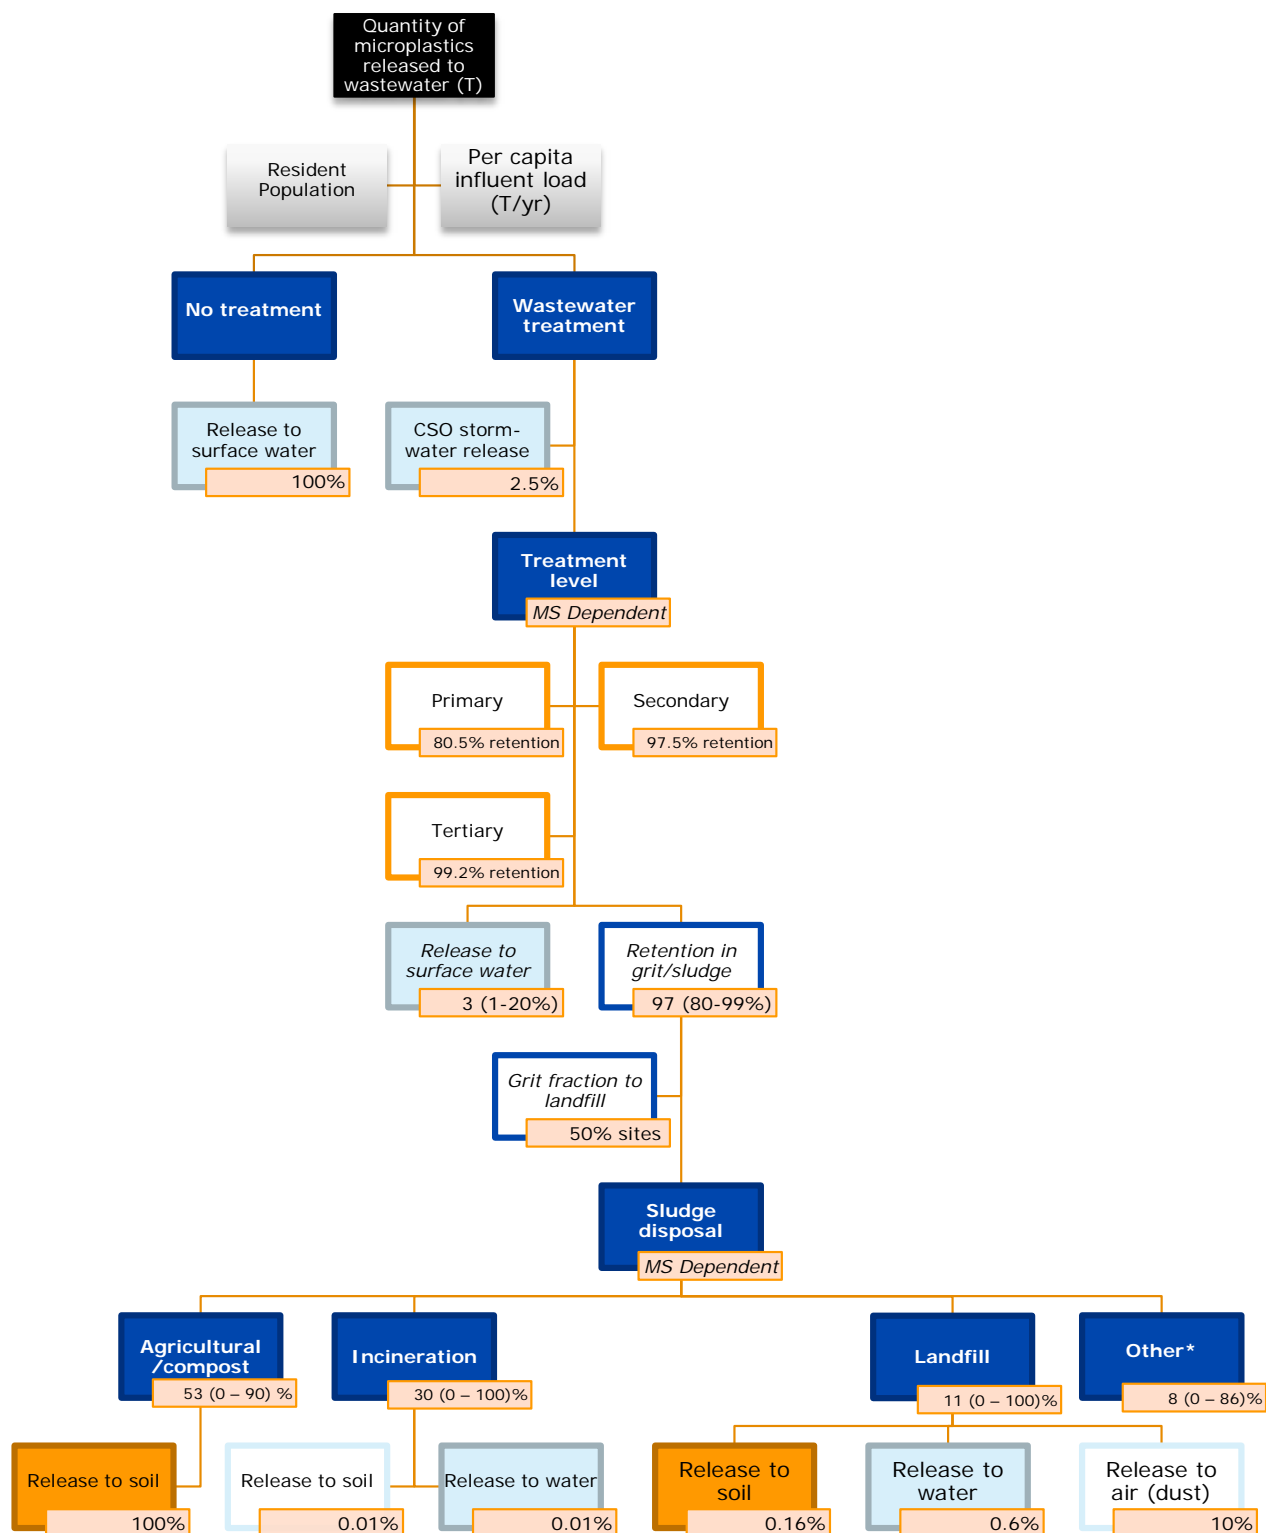 Quantity of
microplastics
released to
wastewater (T)
Resident
Population
Per capita
influent load
(T/yr)
No treatment
Wastewater
treatment
Release to
surface water
100%
CSO storm-
water release
2.5%
Treatment
level
MS Dependent
Primary
80.5% retention
Secondary
97.5% retention
Tertiary
99.2% retention
Release to
surface water
3 (1-20%)
Retention in
grit/sludge
97 (80-99%)
Grit fraction to
landfill
50% sites
Sludge
disposal
MS Dependent
Agricultural
/compost
53 (0 – 90) %
Incineration
30 (0 – 100)%
Landfill
11 (0 – 100)%
Other*
8 (0 – 86)%
Release to soil
100%
Release to soil
0.01%
Release to water
0.01%
Release to
soil
0.16%
Release to
water
0.6%
Release to
air (dust)
10%